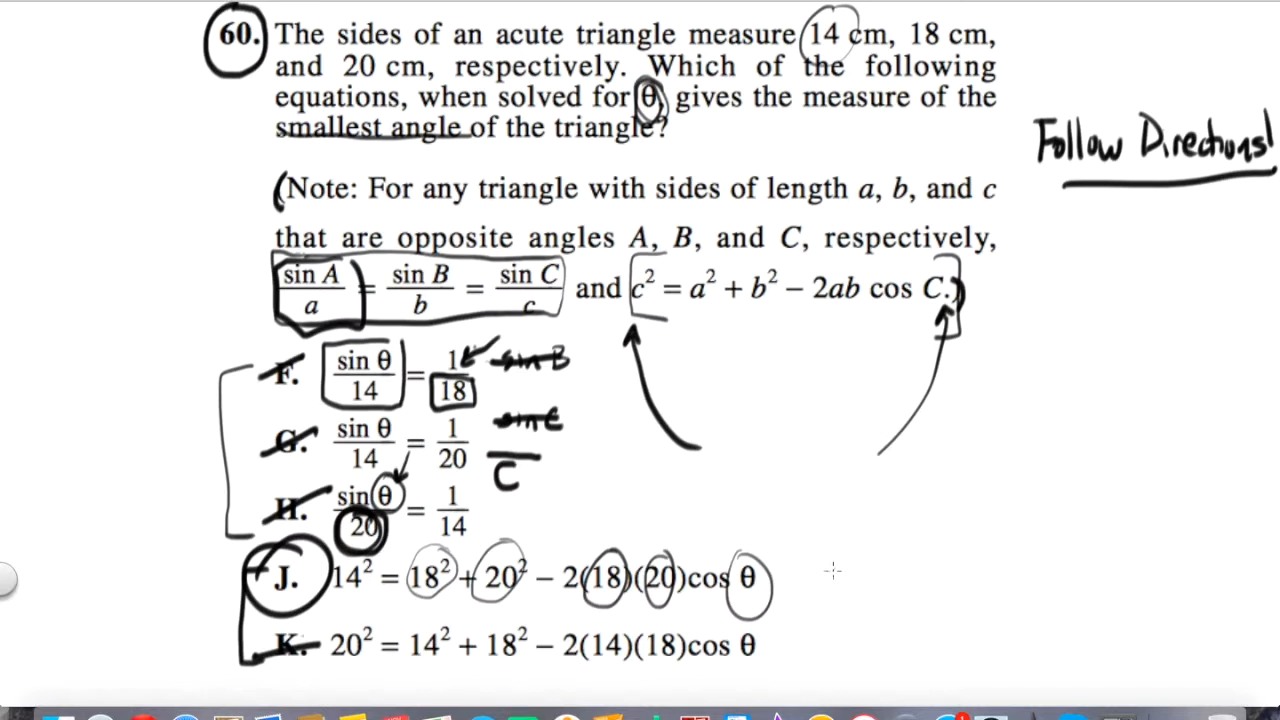 60. The sides of an acute triangle measure 14 cm, 18 cm,
and 20 cm, respectively. Which of the following
equations, when solved for θ, gives the measure of the
smallest angle of the triangle?
Follow Directions!
(Note: For any triangle with sides of length a, b, and c
that are opposite angles A, B, and C, respectively,
sin A / a = sin B / b = sin C / c and c² = a² + b² − 2ab cos C.)
F. sin θ / 14 = 1 / 18 sin B
G. sin θ / 14 = 1 / 20 sin C / C
H. sin θ / 20 = 1 / 14
J. 14² = 18² + 20² − 2(18)(20)cos θ
K. 20² = 14² + 18² − 2(14)(18)cos θ